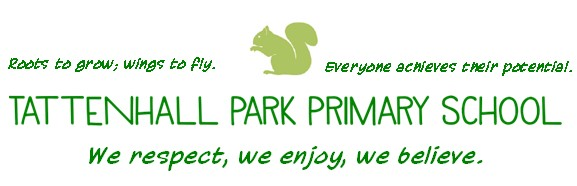 Roots to grow; wings to fly.
Everyone achieves their potential.
TATTENHALL PARK PRIMARY SCHOOL
We respect, we enjoy, we believe.